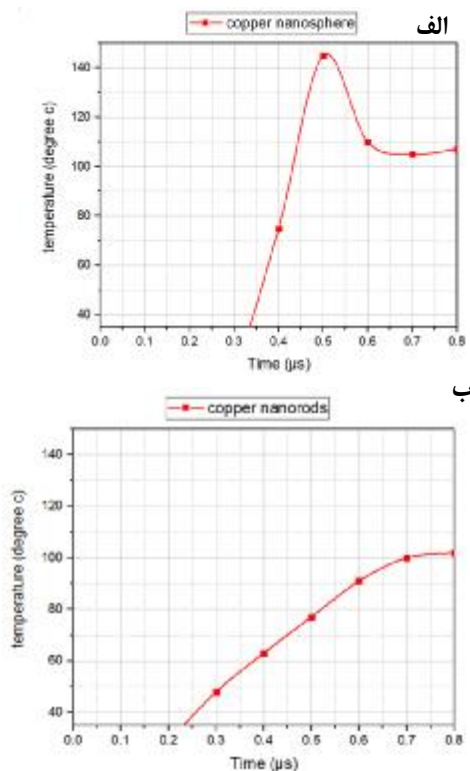 copper nanosphere
الف
temperature (degree c)
140
120
100
80
60
40
0.0 0.1 0.2 0.3 0.4 0.5 0.6 0.7 0.8
Time (μs)
ب
copper nanorods
temperature (degree c)
140
120
100
80
60
40
0.0 0.1 0.2 0.3 0.4 0.5 0.6 0.7 0.8
Time (μs)